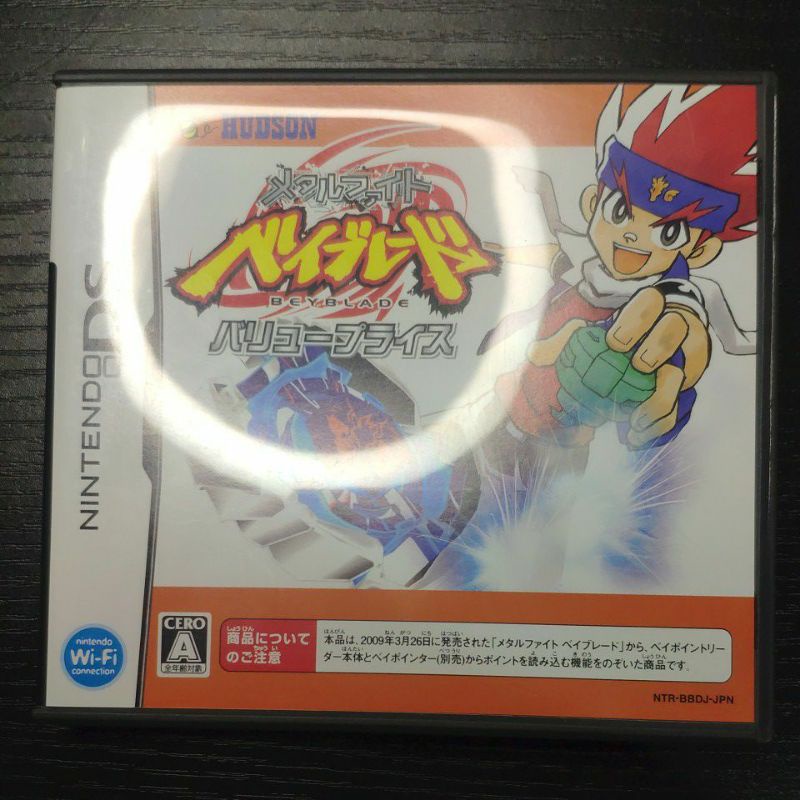 HUDSON
メタルファイト
ベイブレード
BEYBLADE
バリュープライス
NINTENDO DS
nintendo
Wi-Fi
connection
CERO
A
全年齢対象
商品について
のご注意
本品は、2009年3月26日に発売された「メタルファイト ベイブレード」から、ベイポイントリー
ダー本体とベイポインター(別売)からポイントを読み込む機能をのぞいた商品です。
NTR-BBDJ-JPN